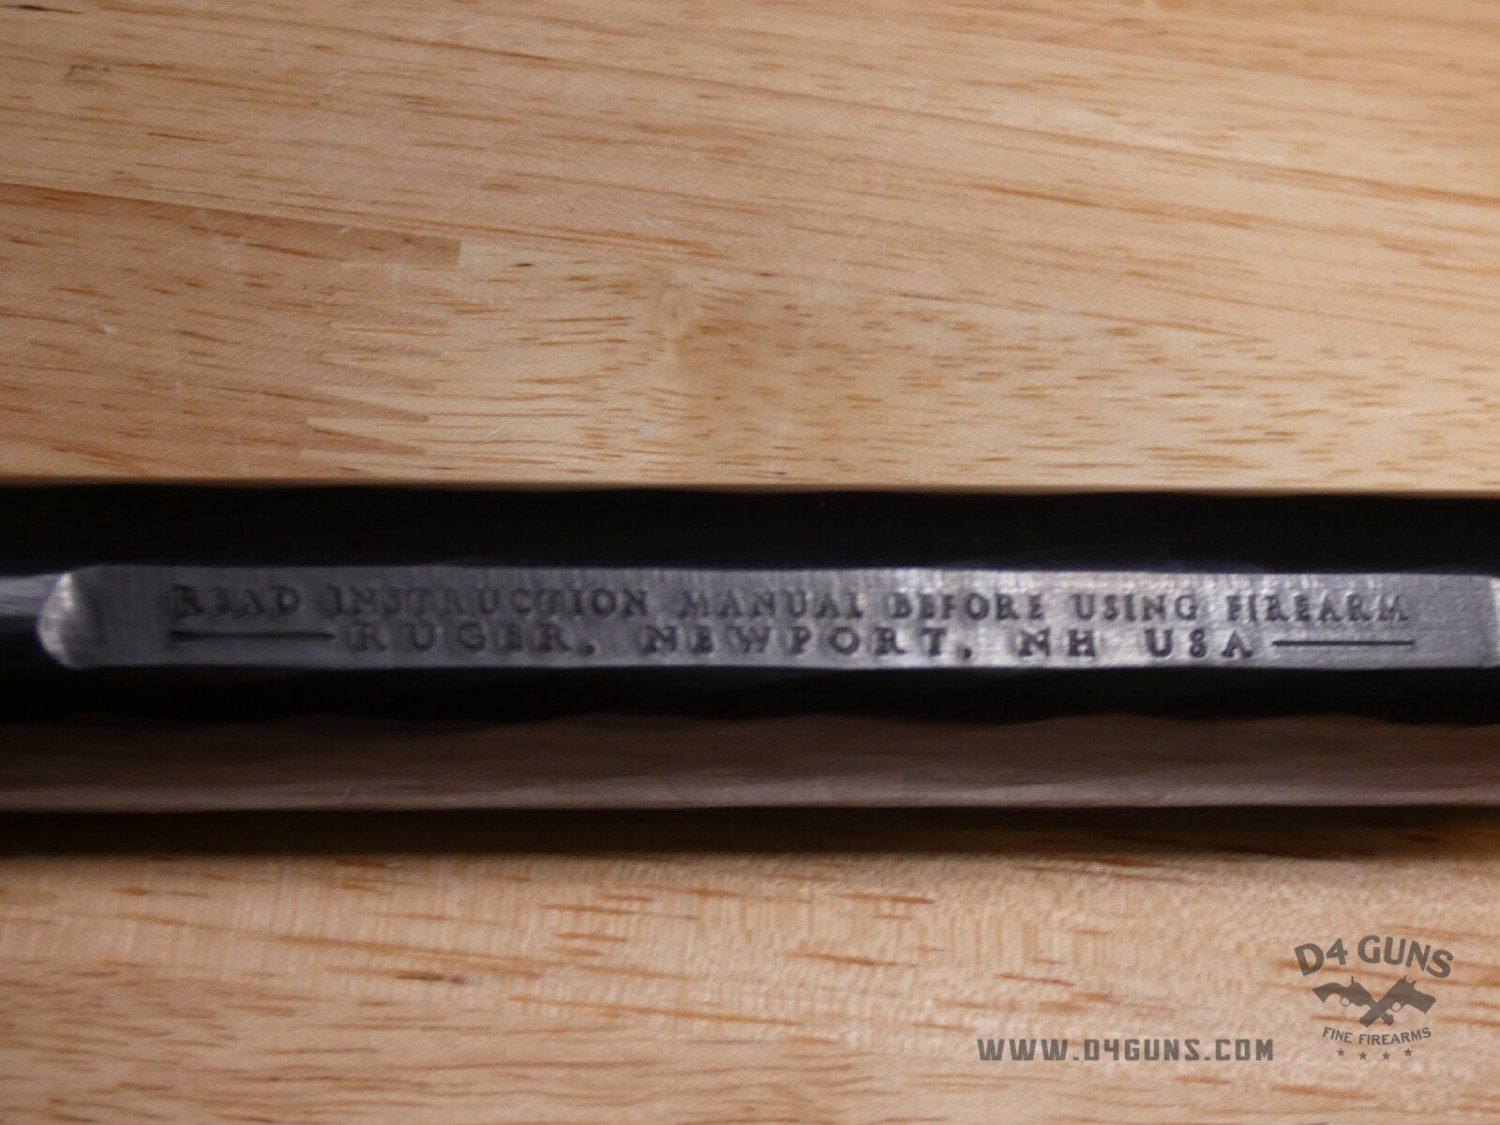 READ INSTRUCTION MANUAL BEFORE USING FIREARM
RUGER, NEWPORT, NH USA
D4 GUNS
FINE FIREARMS
WWW.D4GUNS.COM